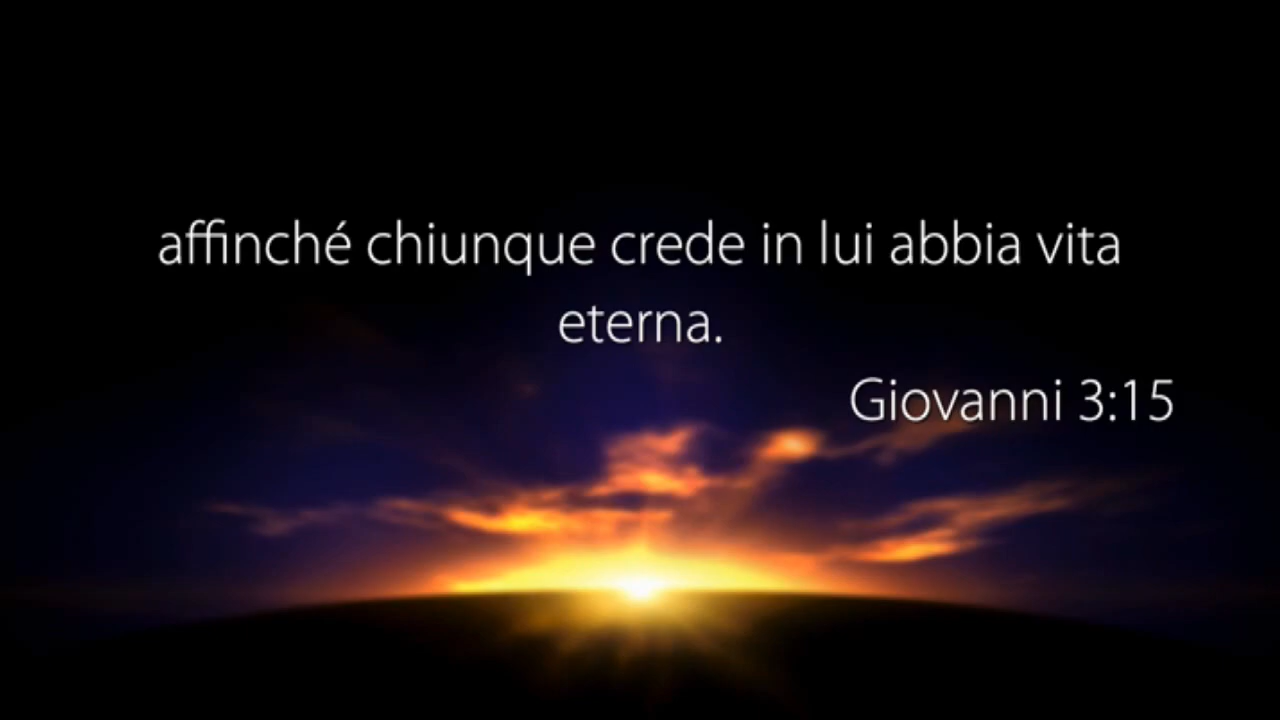 affinché chiunque crede in lui abbia vita
eterna.
Giovanni 3:15